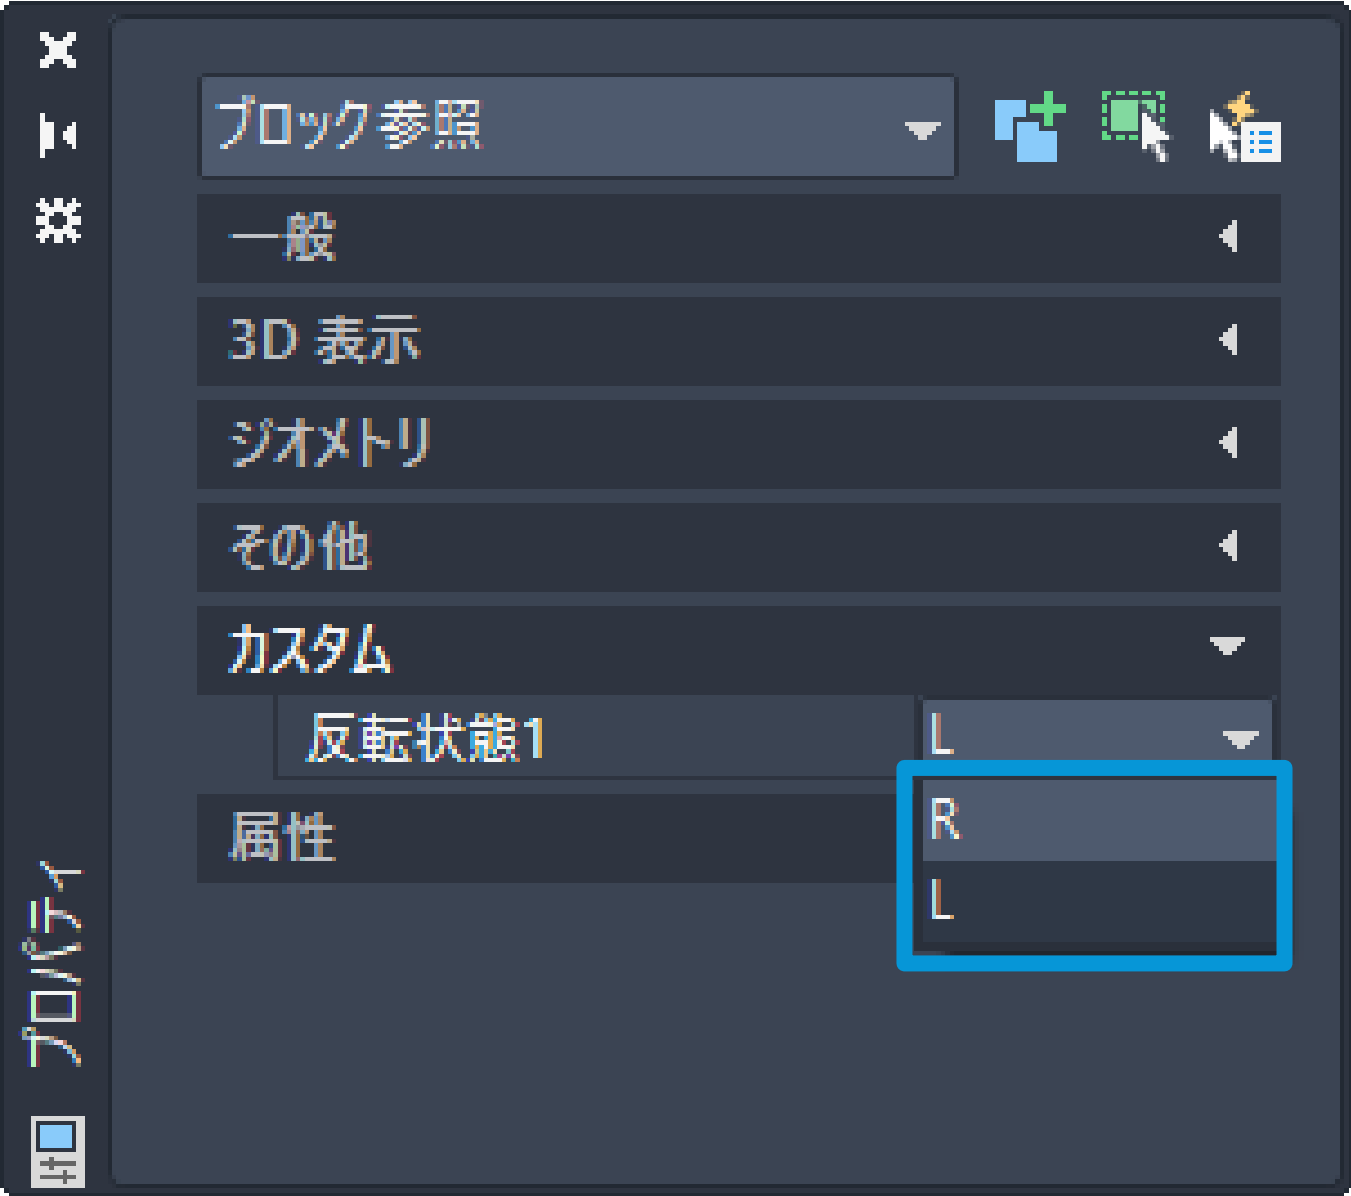 ブロック参照
一般
3D 表示
ジオメトリ
その他
カスタム
反転状態1
L
R
L
属性
プロパティ